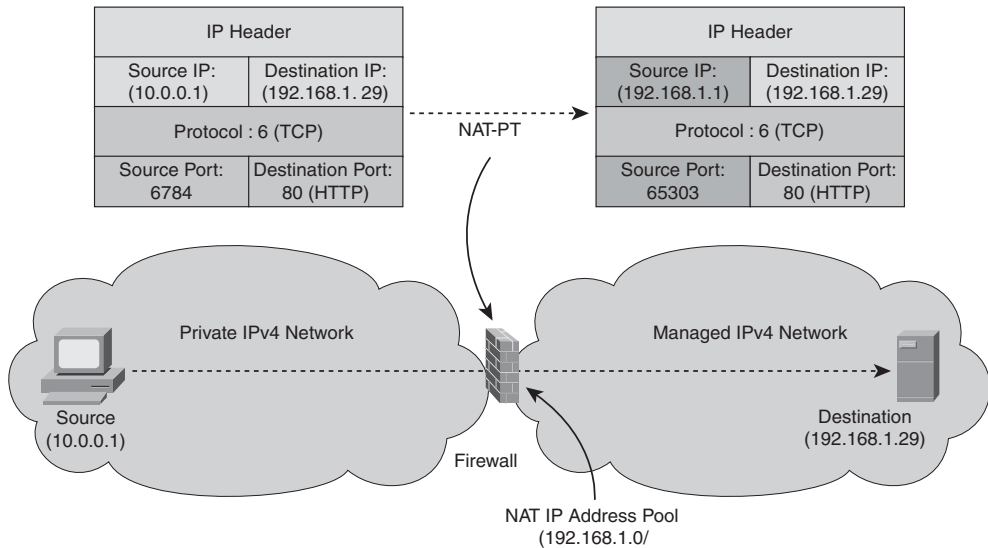 IP Header
Source IP:
(10.0.0.1)
Destination IP:
(192.168.1. 29)
Protocol : 6 (TCP)
Source Port:
6784
Destination Port:
80 (HTTP)
NAT-PT
IP Header
Source IP:
(192.168.1.1)
Destination IP:
(192.168.1.29)
Protocol : 6 (TCP)
Source Port:
65303
Destination Port:
80 (HTTP)
Private IPv4 Network
Managed IPv4 Network
Source
(10.0.0.1)
Firewall
Destination
(192.168.1.29)
NAT IP Address Pool
(192.168.1.0/